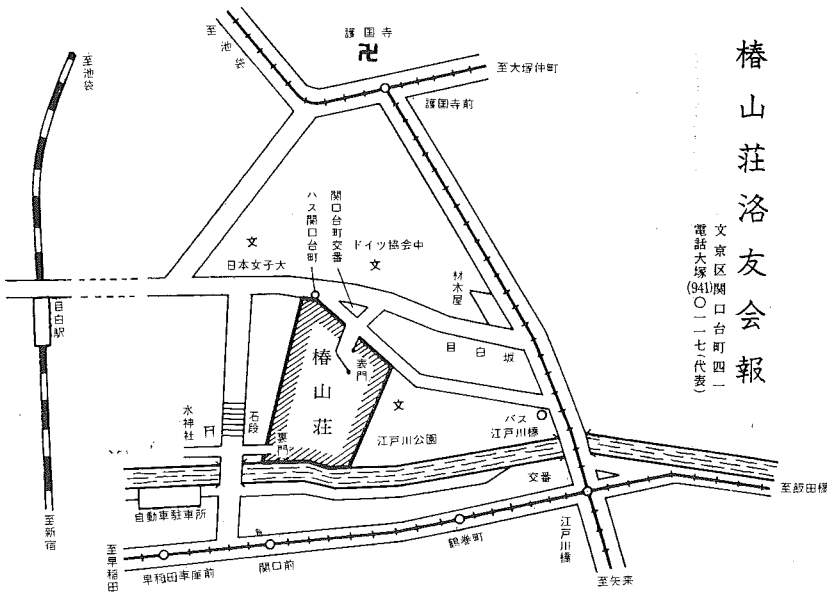 椿山荘洛友会報
文京区関口台町四一
電話大塚(941)〇一一七(代表)
護国寺
卍
至池袋
至大塚仲町
護国寺前
至池袋
関口台町交番
バス関口台町
ドイツ協会中
文
文
日本女子大
材木屋
目白駅
目白坂
表門
椿山荘
文
江戸川公園
バス
江戸川橋
水神社
石段
裏門
自動車駐車所
交番
至飯田橋
至新宿
至早稲田
早稲田車庫前
関口前
鶴巻町
江戸川橋
至矢来